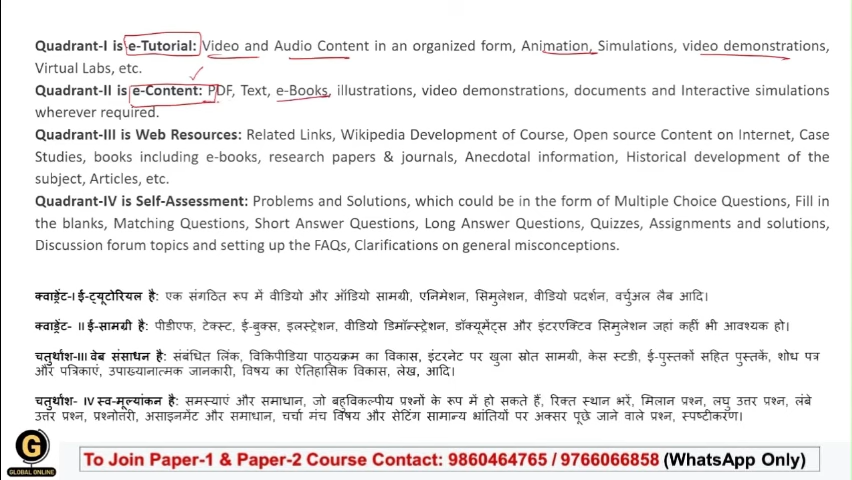 Quadrant-I is e-Tutorial: Video and Audio Content in an organized form, Animation, Simulations, video demonstrations,
Virtual Labs, etc.
Quadrant-II is e-Content: PDF, Text, e-Books, illustrations, video demonstrations, documents and Interactive simulations
wherever required.
Quadrant-III is Web Resources: Related Links, Wikipedia Development of Course, Open source Content on Internet, Case
Studies, books including e-books, research papers & journals, Anecdotal information, Historical development of the
subject, Articles, etc.
Quadrant-IV is Self-Assessment: Problems and Solutions, which could be in the form of Multiple Choice Questions, Fill in
the blanks, Matching Questions, Short Answer Questions, Long Answer Questions, Quizzes, Assignments and solutions,
Discussion forum topics and setting up the FAQs, Clarifications on general misconceptions.
क्वाड्रेंट-I ई-ट्यूटोरियल है: एक संगठित रूप में वीडियो और ऑडियो सामग्री, एनिमेशन, सिमुलेशन, वीडियो प्रदर्शन, वर्चुअल लैब आदि।
क्वाड्रेंट- II ई-सामग्री है: पीडीएफ, टेक्स्ट, ई-बुक्स, इलस्ट्रेशन, वीडियो डिमॉन्स्ट्रेशन, डॉक्यूमेंट्स और इंटरएक्टिव सिमुलेशन जहां कहीं भी आवश्यक हो।
चतुर्थांश-III वेब संसाधन है: संबंधित लिंक, विकिपीडिया पाठ्यक्रम का विकास, इंटरनेट पर खुला स्रोत सामग्री, केस स्टडी, ई-पुस्तकों सहित पुस्तकें, शोध पत्र
और पत्रिकाएं, उपाख्यानात्मक जानकारी, विषय का ऐतिहासिक विकास, लेख, आदि।
चतुर्थांश- IV स्व-मूल्यांकन है: समस्याएं और समाधान, जो बहुविकल्पीय प्रश्नों के रूप में हो सकते हैं, रिक्त स्थान भरें, मिलान प्रश्न, लघु उत्तर प्रश्न, लंबे
उत्तर प्रश्न, प्रश्नोत्तरी, असाइनमेंट और समाधान, चर्चा मंच विषय और सेटिंग सामान्य भ्रांतियों पर अक्सर पूछे जाने वाले प्रश्न, स्पष्टीकरण।
G
GLOBAL ONLINE
To Join Paper-1 & Paper-2 Course Contact: 9860464765 / 9766066858 (WhatsApp Only)